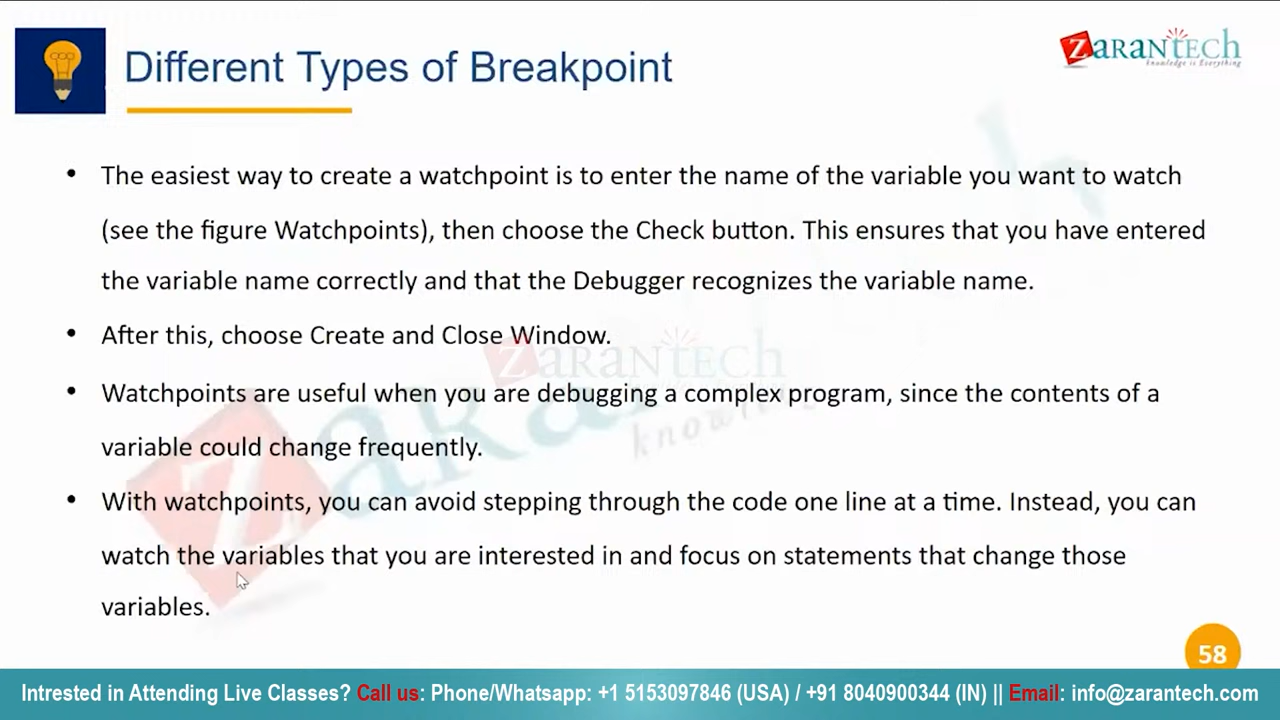 Different Types of Breakpoint
ZARANTECH
knowledge is Everything
• The easiest way to create a watchpoint is to enter the name of the variable you want to watch
(see the figure Watchpoints), then choose the Check button. This ensures that you have entered
the variable name correctly and that the Debugger recognizes the variable name.
• After this, choose Create and Close Window.
ZARANTECH
• Watchpoints are useful when you are debugging a complex program, since the contents of a
variable could change frequently.
• With watchpoints, you can avoid stepping through the code one line at a time. Instead, you can
watch the variables that you are interested in and focus on statements that change those
variables.
58
Intrested in Attending Live Classes? Call us: Phone/Whatsapp: +1 5153097846 (USA) / +91 8040900344 (IN) || Email: info@zarantech.com